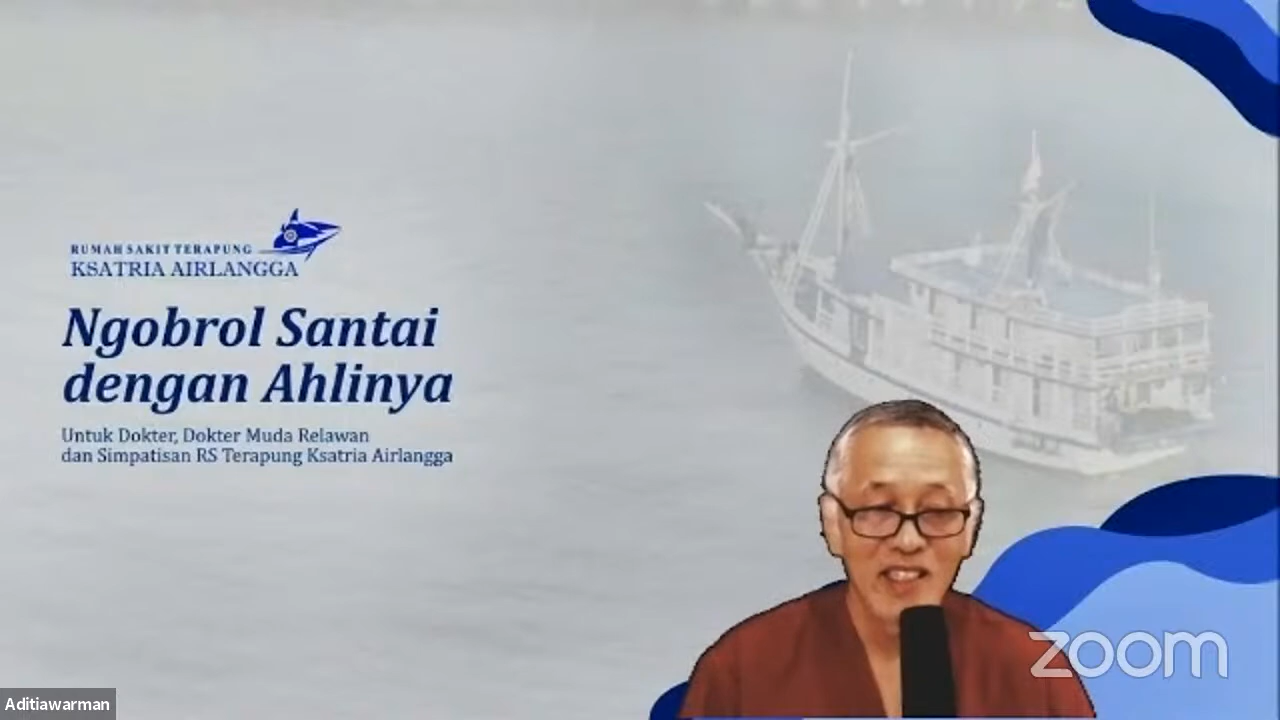 RUMAH SAKIT TERAPUNG
KSATRIA AIRLANGGA
Ngobrol Santai
dengan Ahlinya
Untuk Dokter, Dokter Muda Relawan
dan Simpatisan RS Terapung Ksatria Airlangga
zoom
Aditiawarman